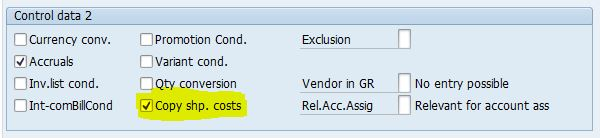 Control data 2
Currency conv. Promotion Cond. Exclusion
Accruals Variant cond.
Inv.list cond. Qty conversion Vendor in GR No entry possible
Int-comBillCond Copy shp. costs Rel.Acc.Assig Relevant for account ass